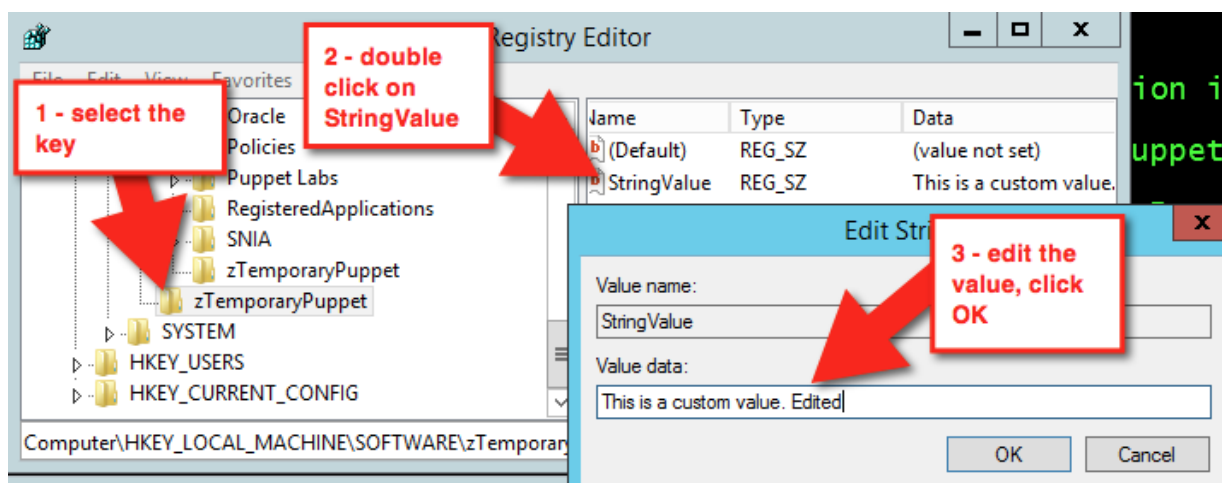 Registry Editor
File Edit View Favorites
1 - select the
key
2 - double
click on
StringValue
Oracle
Policies
Puppet Labs
RegisteredApplications
SNIA
zTemporaryPuppet
zTemporaryPuppet
SYSTEM
HKEY_USERS
HKEY_CURRENT_CONFIG
Name Type Data
(Default) REG_SZ (value not set)
StringValue REG_SZ This is a custom value.
Computer\HKEY_LOCAL_MACHINE\SOFTWARE\zTemporary
Edit Str
3 - edit the
value, click
OK
Value name:
StringValue
Value data:
This is a custom value. Edited
OK Cancel
ion i
uppet